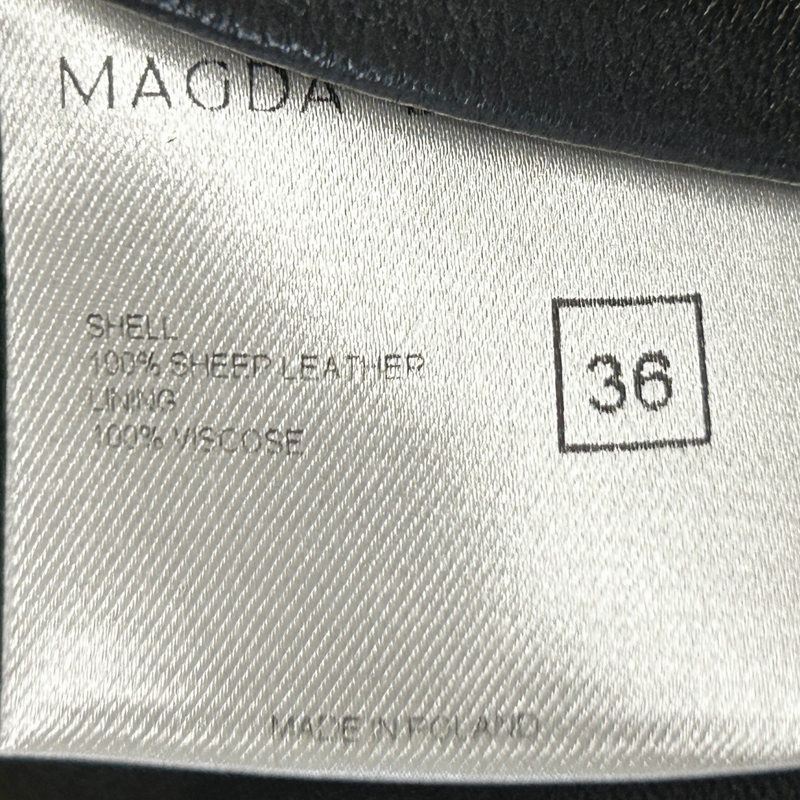 MAGDA
SHELL
100% SHEEP LEATHER
LINING
100% VISCOSE
36
MADE IN POLAND